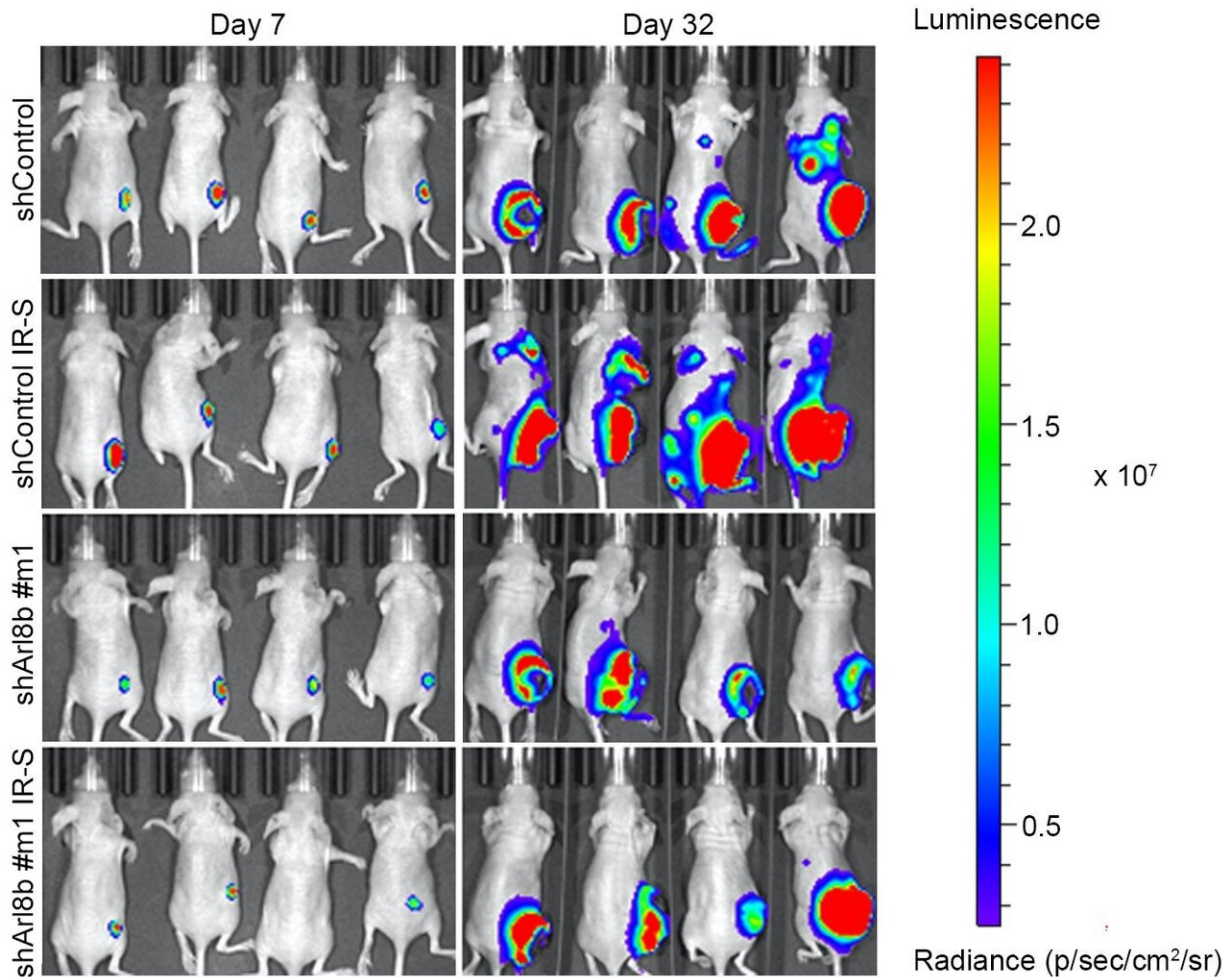 Day 7
Day 32
Luminescence
shControl
shControl IR-S
shArl8b #m1
shArl8b #m1 IR-S
2.0
1.5
x 10⁷
1.0
0.5
Radiance (p/sec/cm²/sr)